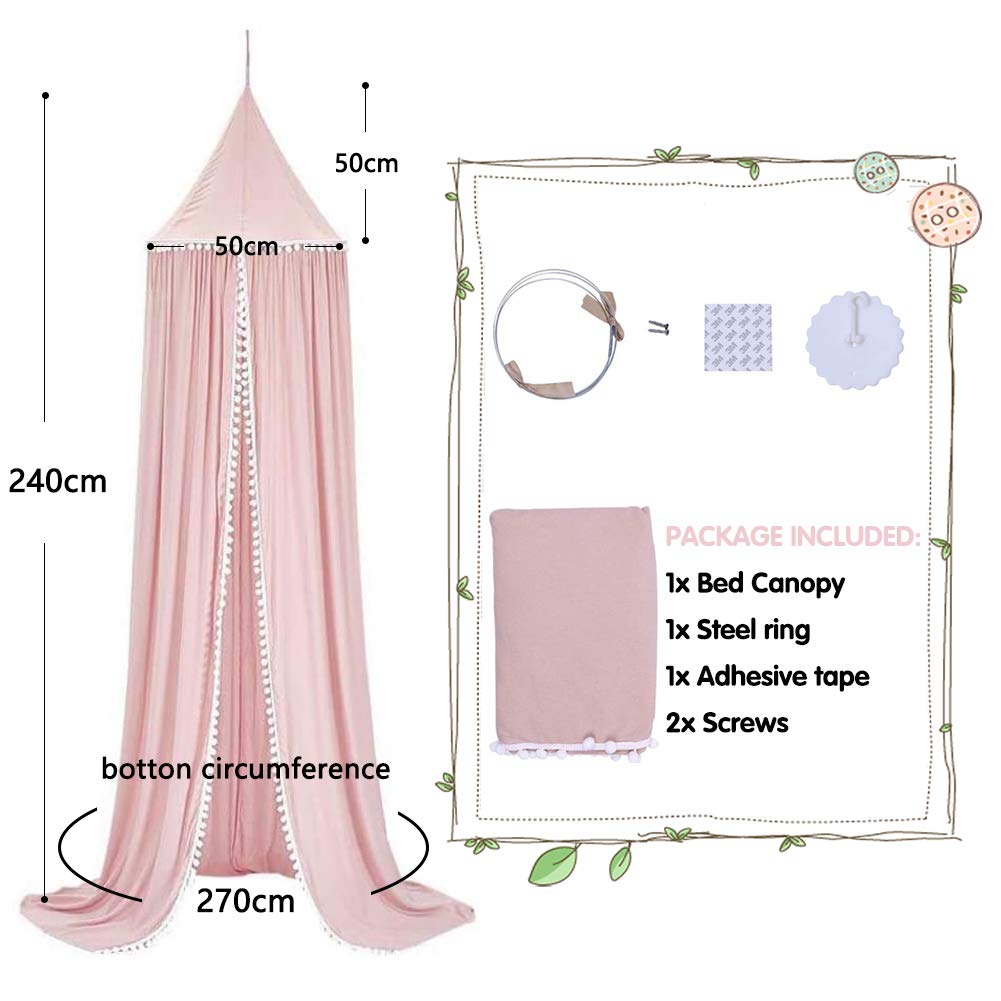 50cm
50cm
240cm
botton circumference
270cm
3M
PACKAGE INCLUDED:
1x Bed Canopy
1x Steel ring
1x Adhesive tape
2x Screws